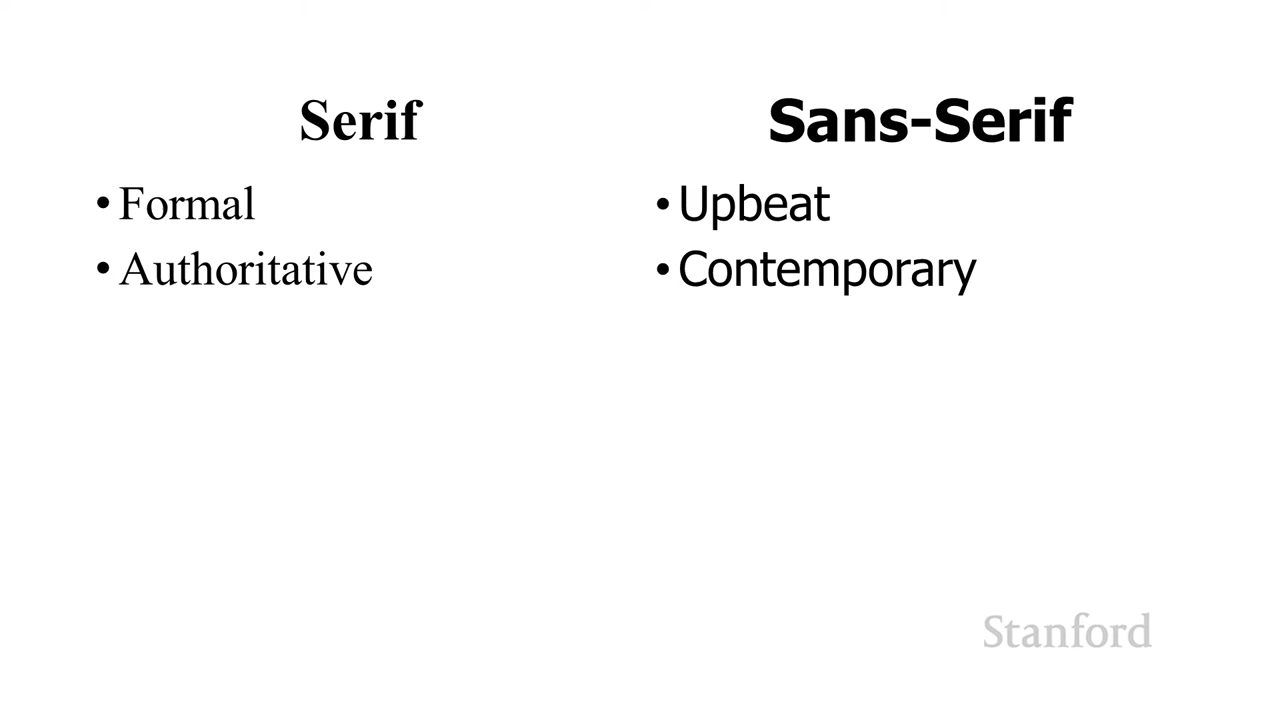 Serif
• Formal
• Authoritative
Sans-Serif
• Upbeat
• Contemporary
Stanford